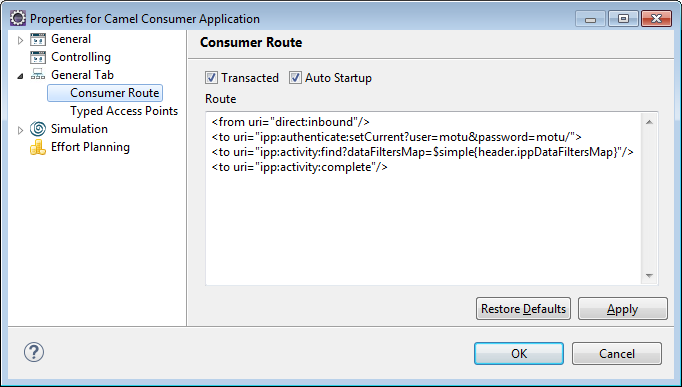 Properties for Camel Consumer Application
General
Controlling
General Tab
Consumer Route
Typed Access Points
Simulation
Effort Planning
Consumer Route
Transacted Auto Startup
Route
<from uri="direct:inbound"/>
<to uri="ipp:authenticate:setCurrent?user=motu&password=motu/">
<to uri="ipp:activity:find?dataFiltersMap=$simple{header.ippDataFiltersMap}"/>
<to uri="ipp:activity:complete"/>
Restore Defaults Apply
? OK Cancel